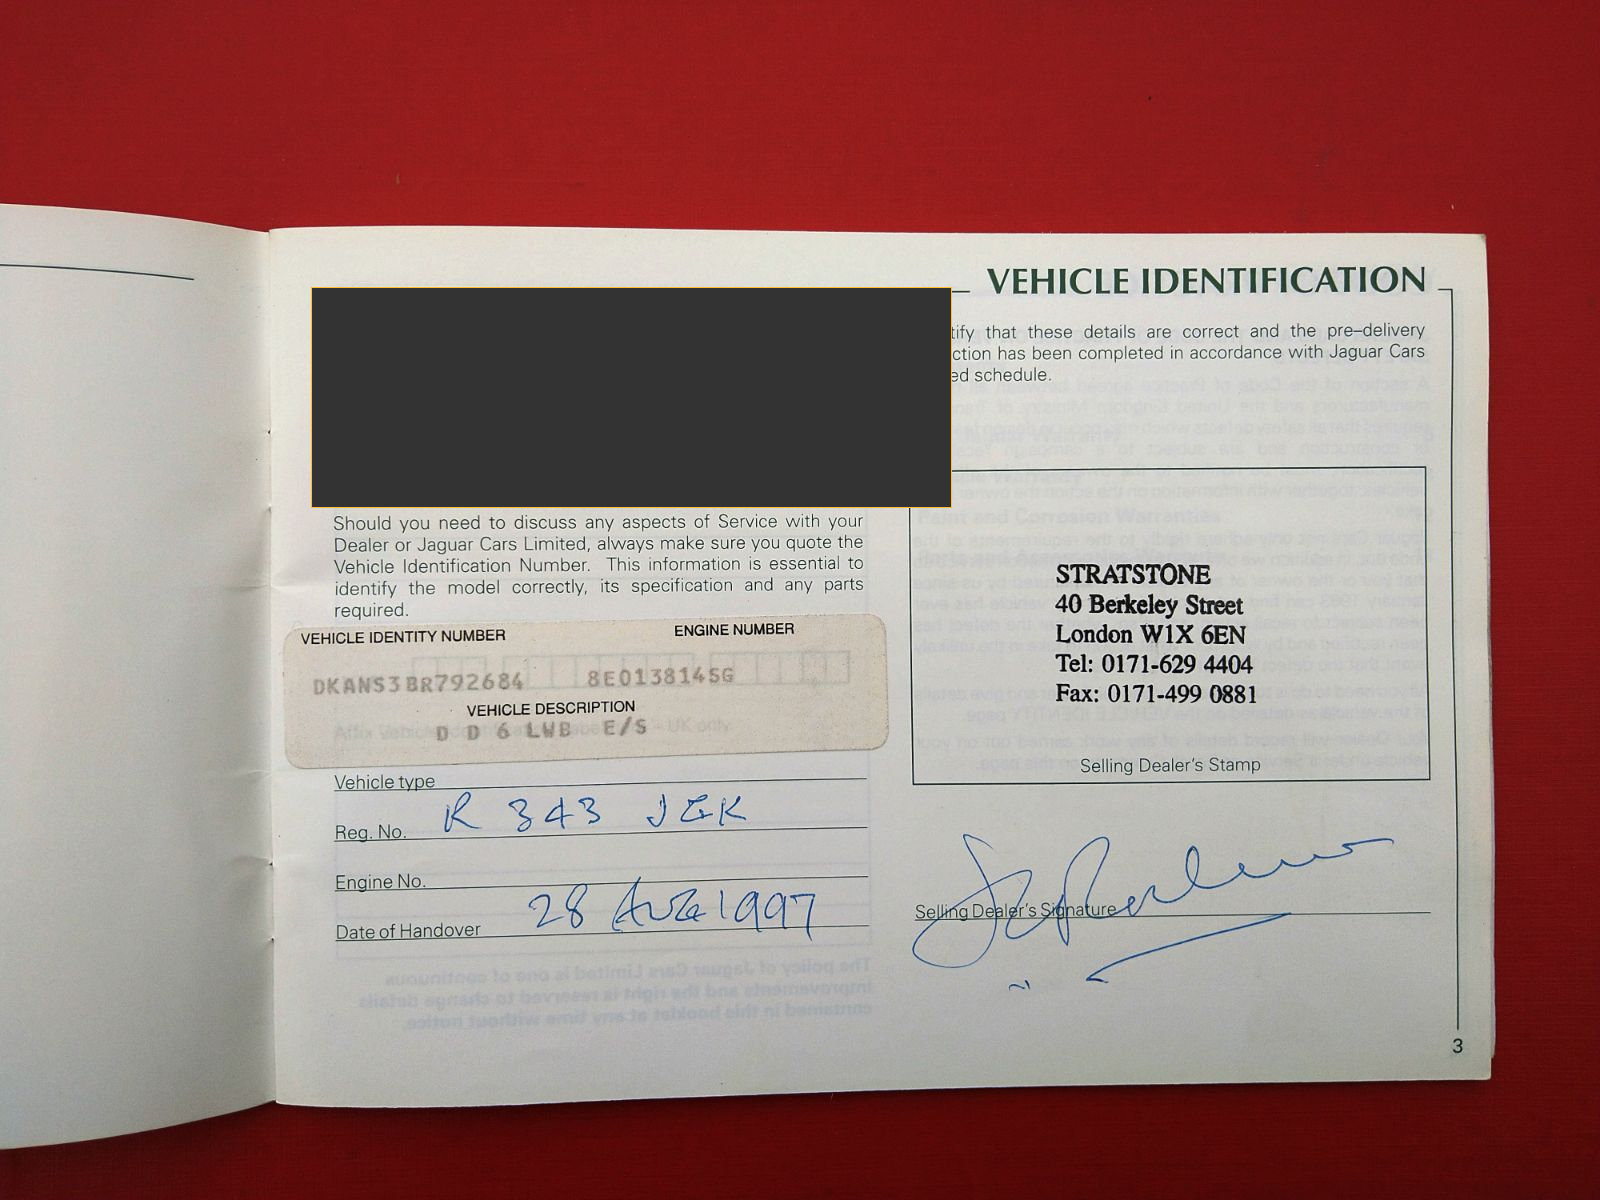 VEHICLE IDENTIFICATION
tify that these details are correct and the pre–delivery
ction has been completed in accordance with Jaguar Cars
ed schedule.
Should you need to discuss any aspects of Service with your
Dealer or Jaguar Cars Limited, always make sure you quote the
Vehicle Identification Number. This information is essential to
identify the model correctly, its specification and any parts
required.
VEHICLE IDENTITY NUMBER ENGINE NUMBER
DKANS3BR792684 8E013814SG
VEHICLE DESCRIPTION
D D 6 LWB E/S
Vehicle type
Reg. No. R 343 JGK
Engine No.
Date of Handover 28 AUG 1997
STRATSTONE
40 Berkeley Street
London W1X 6EN
Tel: 0171-629 4404
Fax: 0171-499 0881
Selling Dealer's Stamp
Selling Dealer's Signature
3